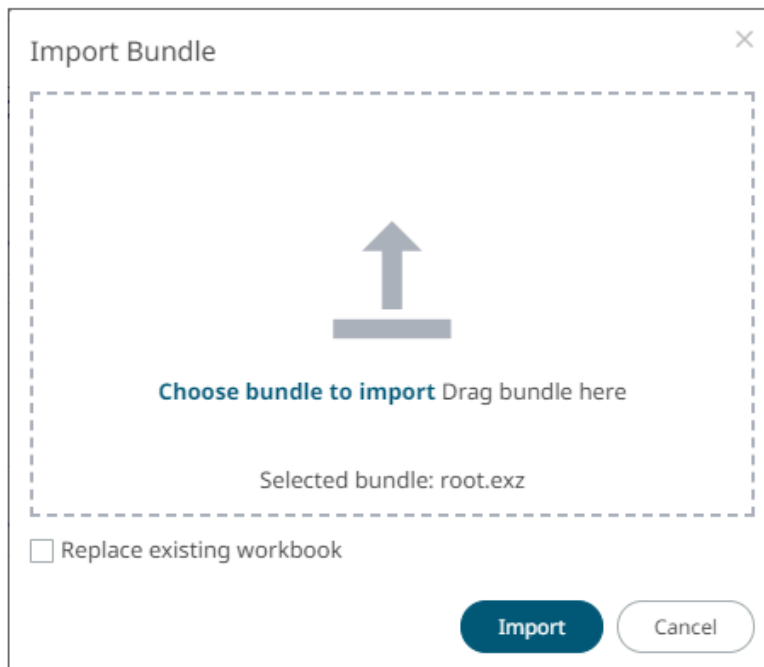 Import Bundle
Choose bundle to import Drag bundle here
Selected bundle: root.exz
Replace existing workbook
Import Cancel